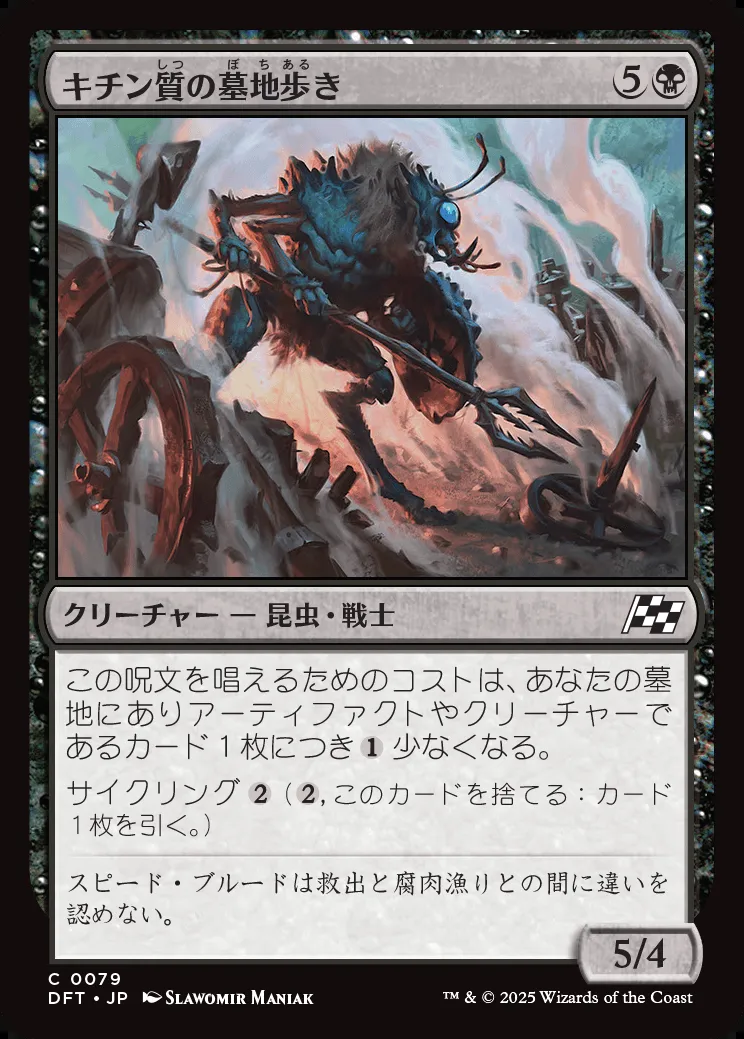 しつ ぼ ち ある
キチン質の墓地歩き 5
クリーチャー — 昆虫・戦士
この呪文を唱えるためのコストは、あなたの墓
地にありアーティファクトやクリーチャーで
あるカード1枚につき 1 少なくなる。
サイクリング 2 ( 2 , このカードを捨てる:カード
1枚を引く。)
スピード・ブルードは救出と腐肉漁りとの間に違いを
認めない。
5/4
C 0079
DFT • JP SLAWOMIR MANIAK
™ & © 2025 Wizards of the Coast